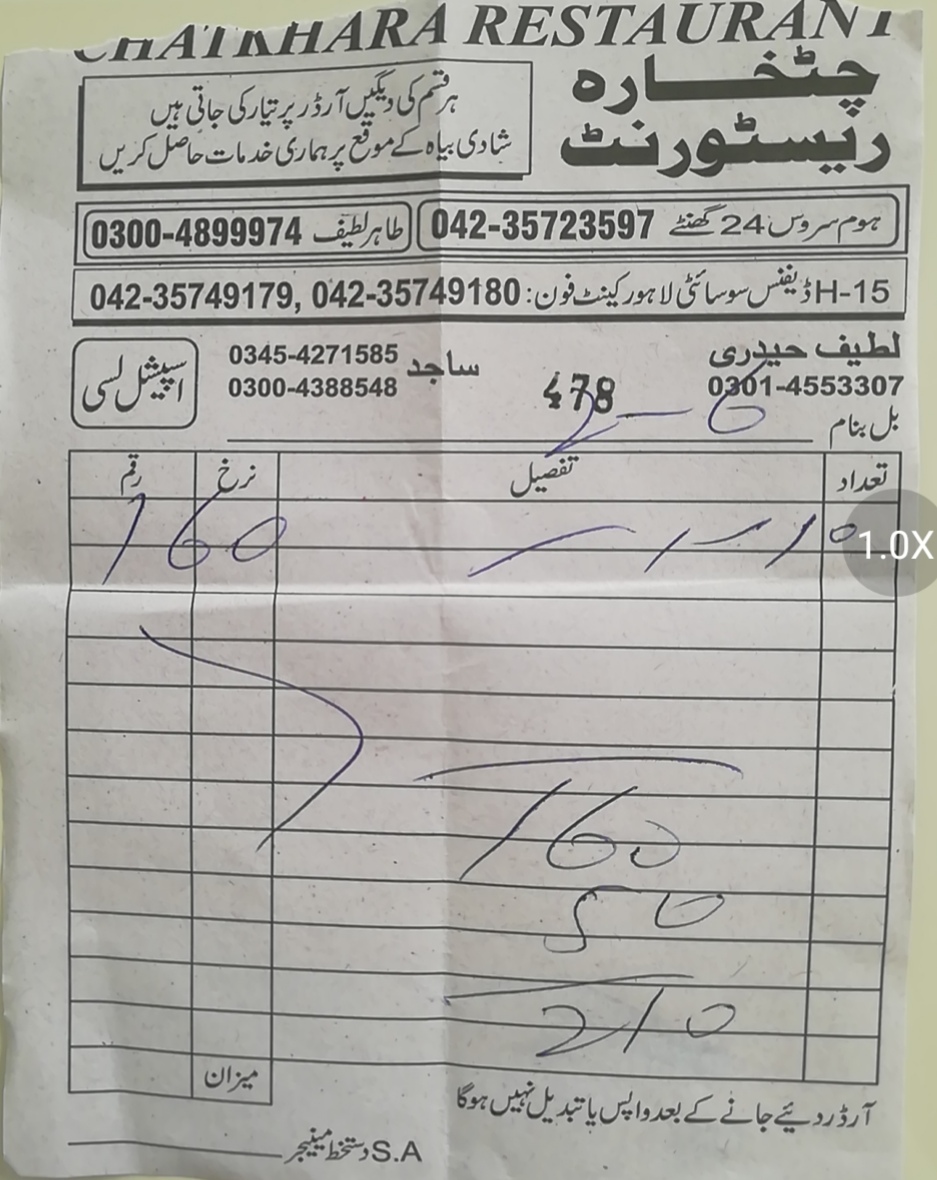 CHATKHARA RESTAURANT
چٹخارہ
ریسٹورنٹ
ہر قسم کی دیگیں آرڈر پر تیار کی جاتی ہیں
شادی بیاہ کے موقع پر ہماری خدمات حاصل کریں
ہوم سروس 24 گھنٹے 042-35723597
طاہر لطیف 0300-4899974
H-15 ڈیفنس سوسائٹی لاہور کینٹ فون: 042-35749180, 042-35749179
لطیف حیدری
0301-4553307
ساجد 0345-4271585
0300-4388548
اسپیشل لسی
478
بل بنام
تعداد تفصیل نرخ رقم
160
1.0X
160
50
210
میزان
آرڈر دیئے جانے کے بعد واپس یا تبدیل نہیں ہوگا
S.A دستخط مینیجر